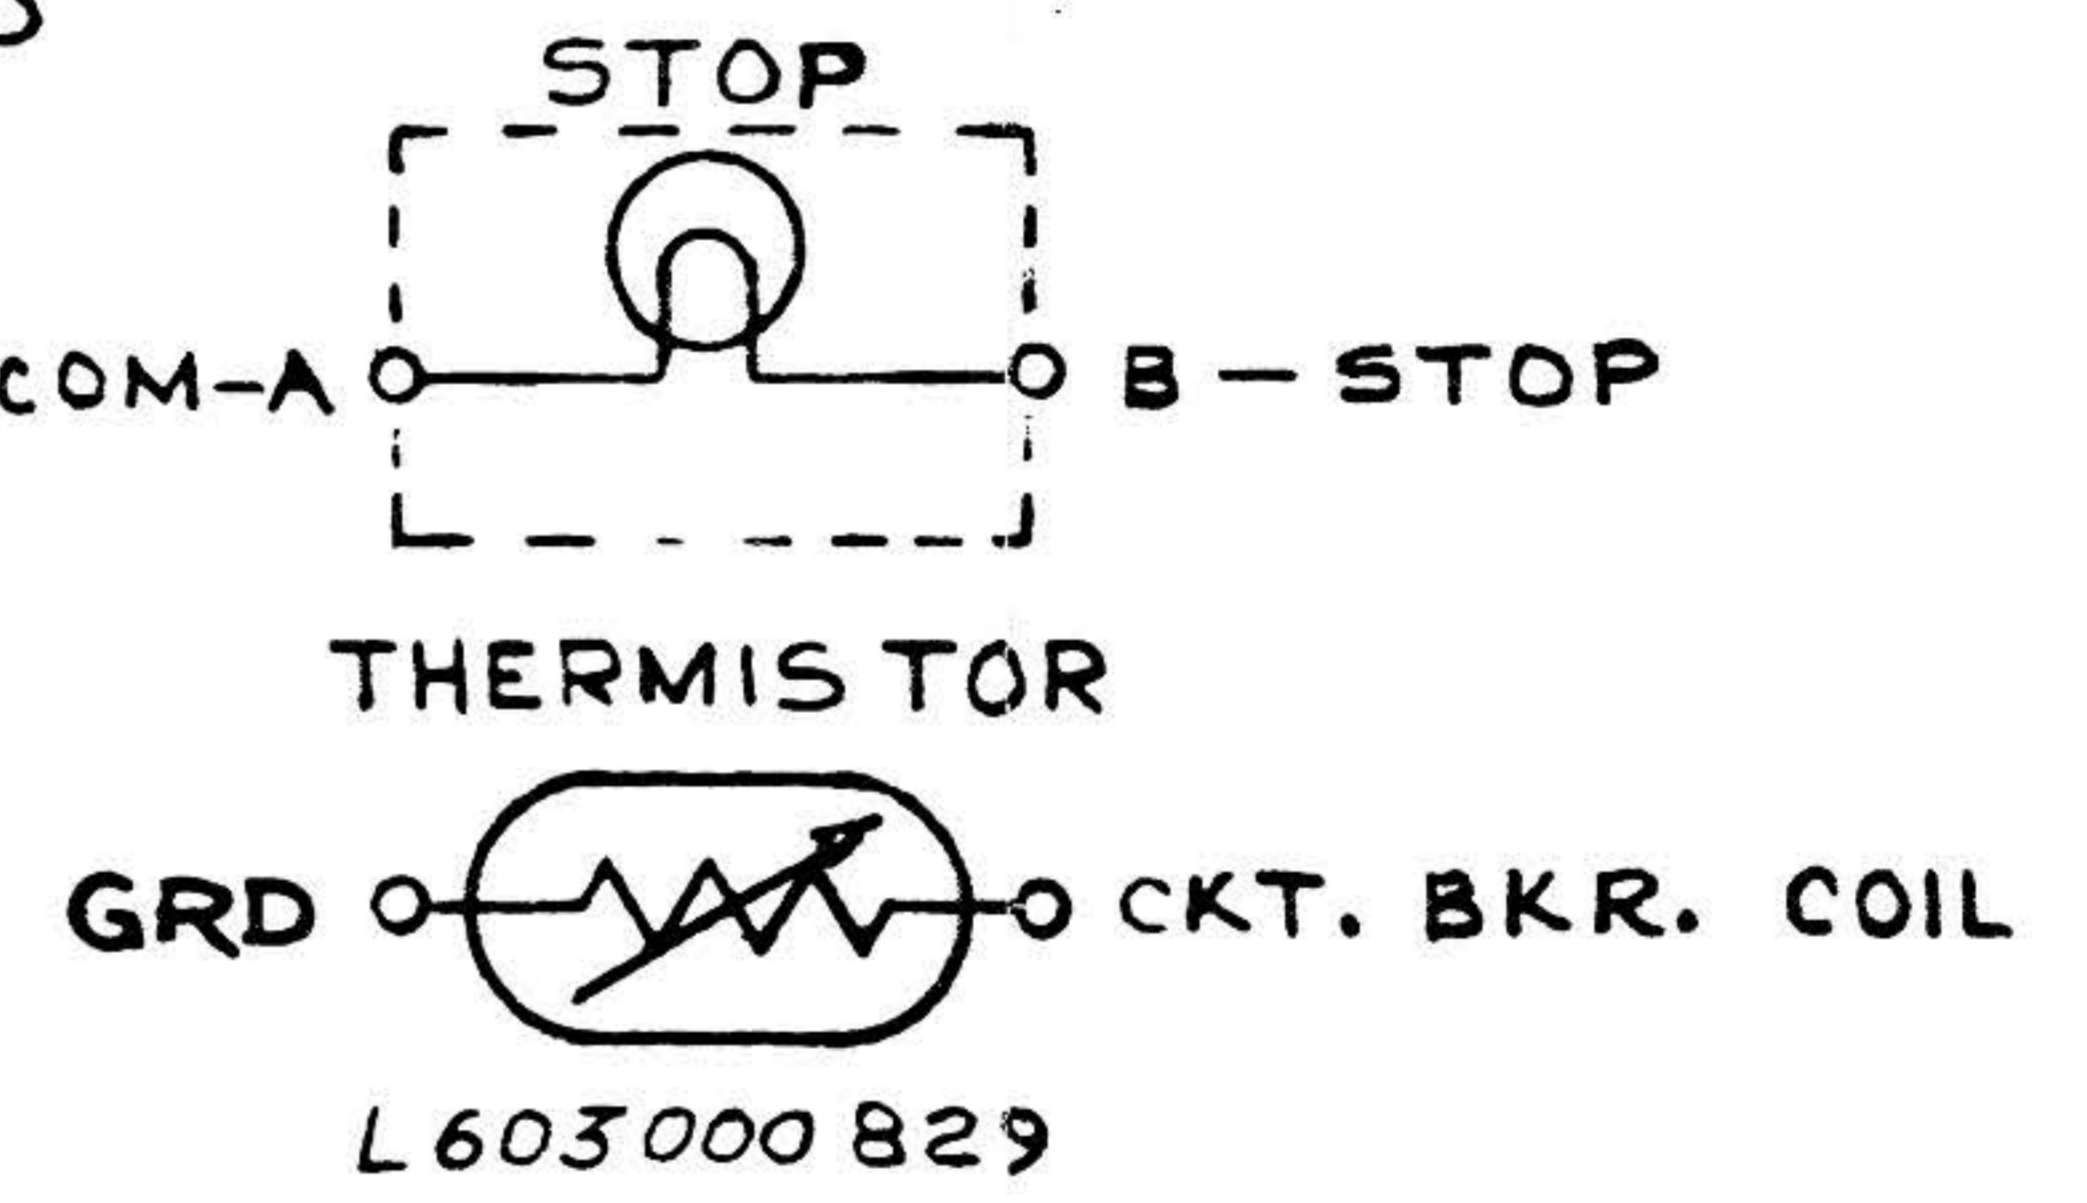 STOP
COM-A B - STOP
THERMISTOR
GRD CKT. BKR. COIL
L603000829